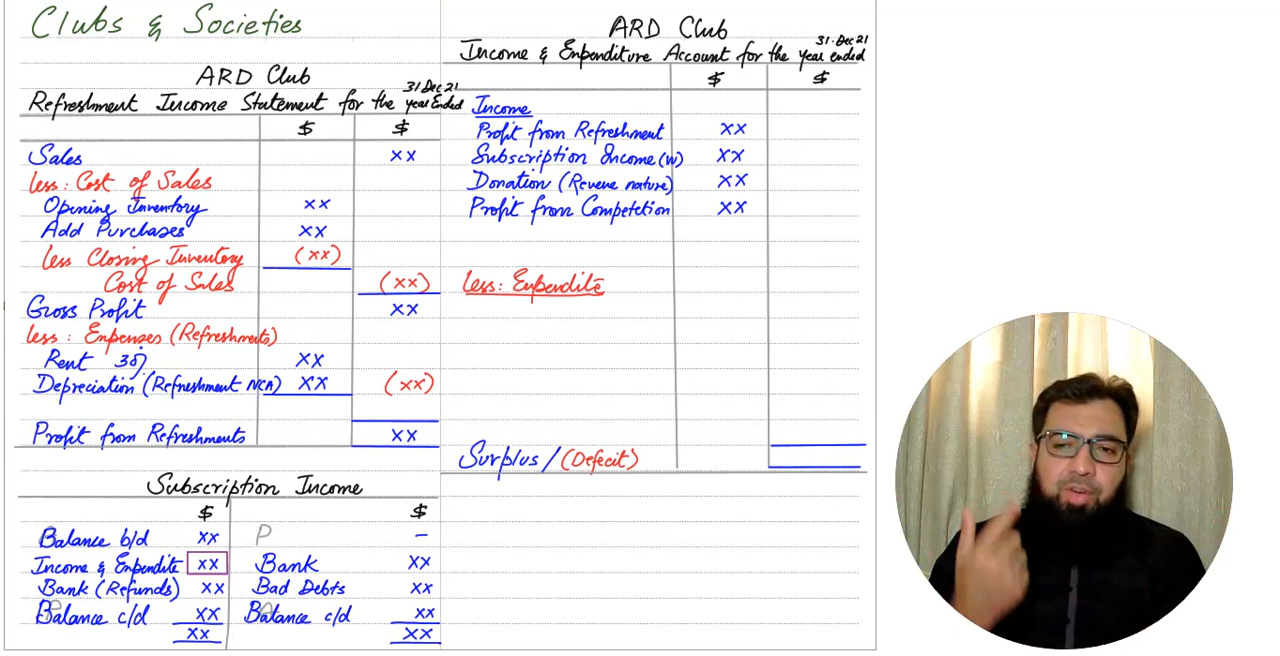 Clubs & Societies
ARD Club
Refreshment Income Statement for the year Ended 31 Dec 21
$ $
Sales xx
less: Cost of Sales
Opening Inventory xx
Add Purchases xx
less Closing Inventory (xx)
Cost of Sales (xx)
Gross Profit xx
less: Expenses (Refreshments)
Rent xx
Depreciation (Refreshment NCA) xx (xx)
Profit from Refreshments xx
Subscription Income
$ $
Balance b/d xx P –
Income & Expendite xx Bank xx
Bank (Refunds) xx Bad Debts xx
Balance c/d xx Balance c/d xx
xx xx
ARD Club
Income & Expenditure Account for the year ended 31·Dec 21
$ $
Income
Profit from Refreshment xx
Subscription Income (W) xx
Donation (Revenue nature) xx
Profit from Competition xx
less: Expendite
Surplus/(Defecit)